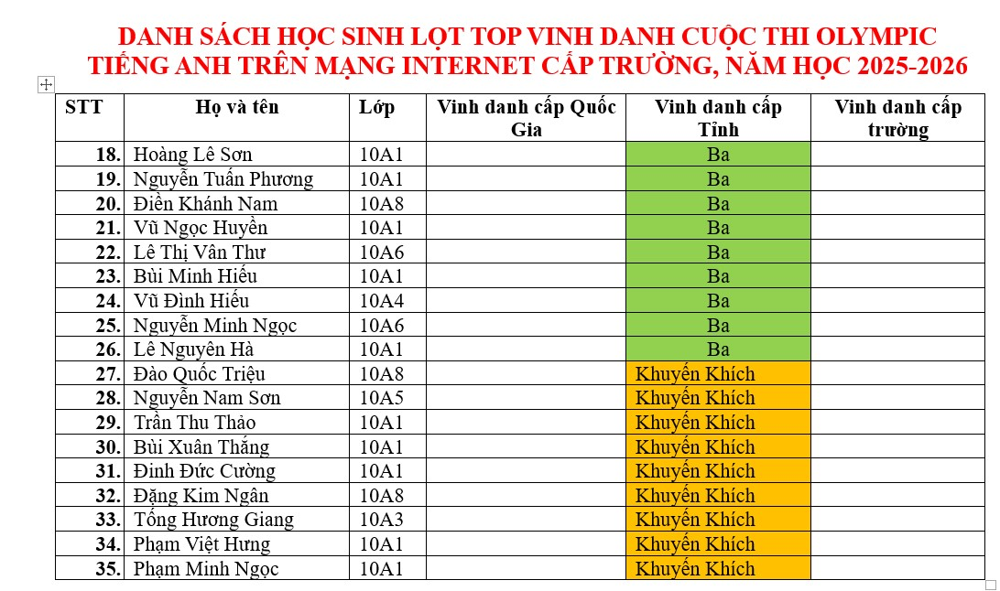 DANH SÁCH HỌC SINH LỌT TOP VINH DANH CUỘC THI OLYMPIC
TIẾNG ANH TRÊN MẠNG INTERNET CẤP TRƯỜNG, NĂM HỌC 2025-2026
STT Họ và tên Lớp Vinh danh cấp Quốc Gia Vinh danh cấp Tỉnh Vinh danh cấp trường
18. Hoàng Lê Sơn 10A1 Ba
19. Nguyễn Tuấn Phương 10A1 Ba
20. Điền Khánh Nam 10A8 Ba
21. Vũ Ngọc Huyền 10A1 Ba
22. Lê Thị Vân Thư 10A6 Ba
23. Bùi Minh Hiếu 10A1 Ba
24. Vũ Đình Hiếu 10A4 Ba
25. Nguyễn Minh Ngọc 10A6 Ba
26. Lê Nguyên Hà 10A1 Ba
27. Đào Quốc Triệu 10A8 Khuyến Khích
28. Nguyễn Nam Sơn 10A5 Khuyến Khích
29. Trần Thu Thảo 10A1 Khuyến Khích
30. Bùi Xuân Thắng 10A1 Khuyến Khích
31. Đinh Đức Cường 10A1 Khuyến Khích
32. Đặng Kim Ngân 10A8 Khuyến Khích
33. Tống Hương Giang 10A3 Khuyến Khích
34. Phạm Việt Hưng 10A1 Khuyến Khích
35. Phạm Minh Ngọc 10A1 Khuyến Khích